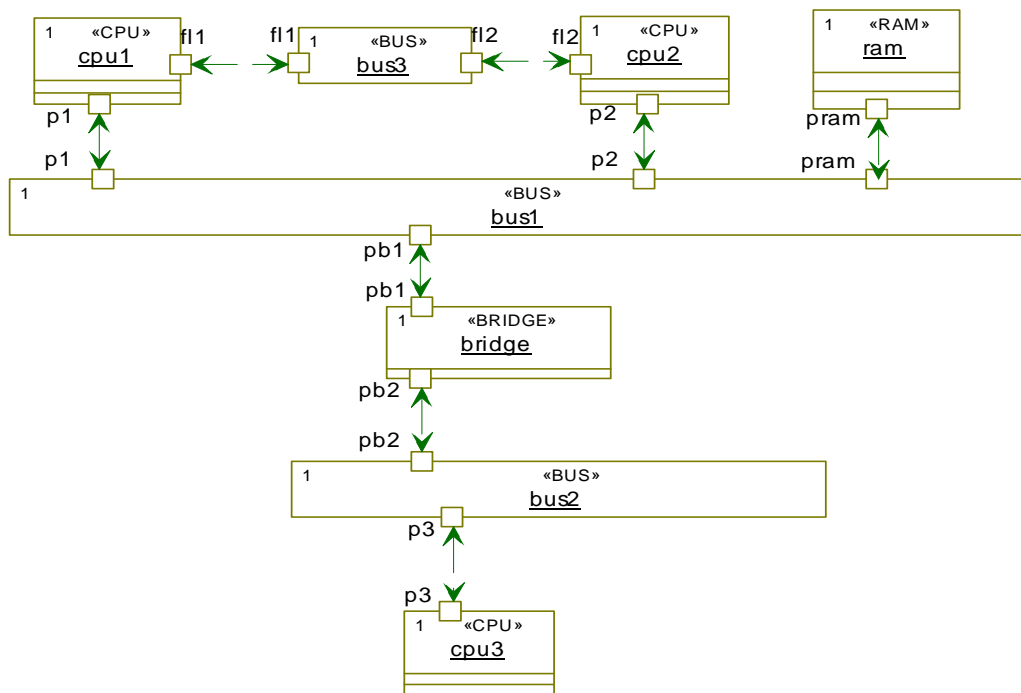 1 «CPU»
cpu1
fl1
fl1
1 «BUS»
bus3
fl2
fl2
1 «CPU»
cpu2
1 «RAM»
ram
p1
p2
pram
p1
p2
pram
1 «BUS»
bus1
pb1
pb1
1 «BRIDGE»
bridge
pb2
pb2
1 «BUS»
bus2
p3
p3
1 «CPU»
cpu3